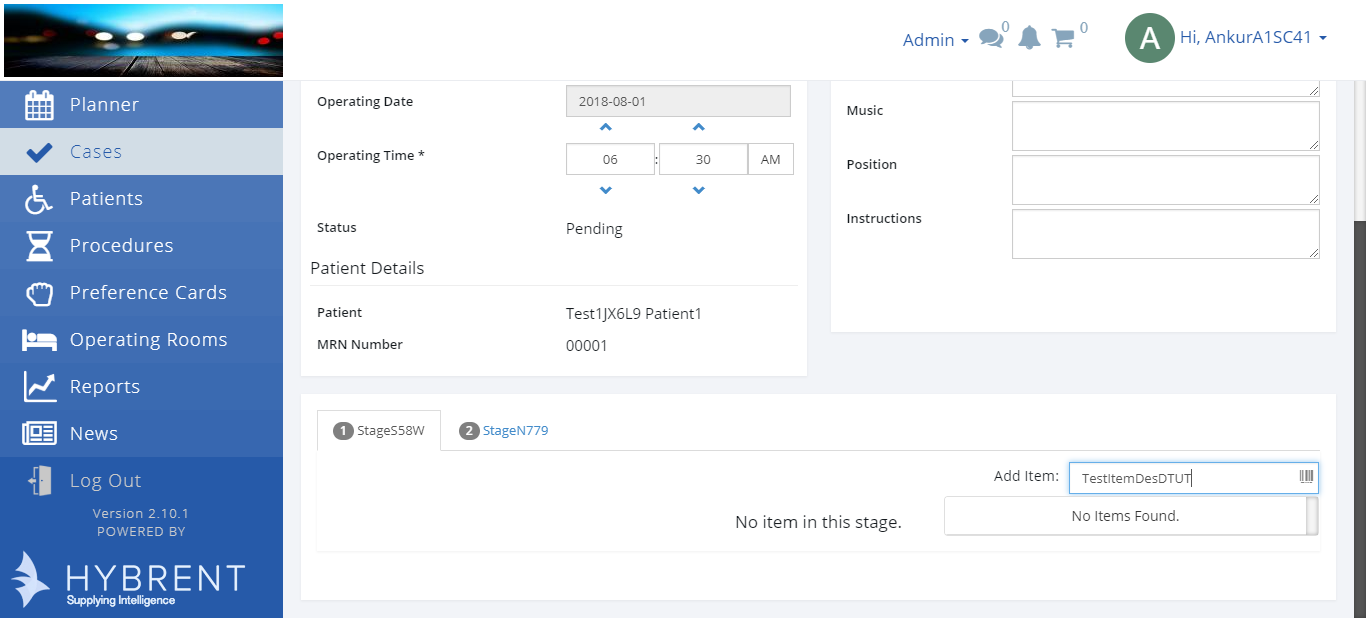 Admin
0
0
A
Hi, AnkurA1SC41
Planner
Cases
Patients
Procedures
Preference Cards
Operating Rooms
Reports
News
Log Out
Version 2.10.1
POWERED BY
HYBRENT
Supplying Intelligence
Operating Date
2018-08-01
Operating Time *
06 : 30 AM
Status
Pending
Patient Details
Patient
Test1JX6L9 Patient1
MRN Number
00001
Music
Position
Instructions
1 StageS58W
2 StageN779
Add Item: TestItemDesDTUT
No Items Found.
No item in this stage.